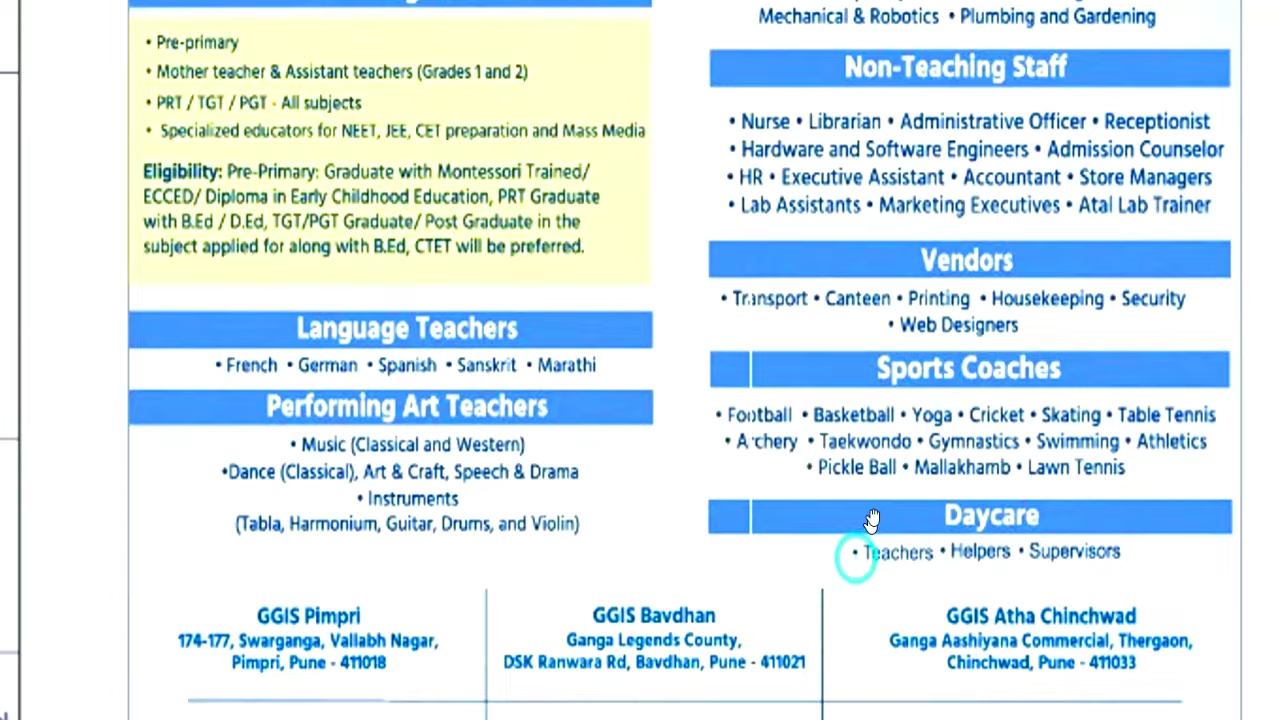 • Pre-primary
• Mother teacher & Assistant teachers (Grades 1 and 2)
• PRT / TGT / PGT - All subjects
• Specialized educators for NEET, JEE, CET preparation and Mass Media
Eligibility: Pre-Primary: Graduate with Montessori Trained/
ECCED/ Diploma in Early Childhood Education, PRT Graduate
with B.Ed / D.Ed, TGT/PGT Graduate/ Post Graduate in the
subject applied for along with B.Ed, CTET will be preferred.
Language Teachers
• French • German • Spanish • Sanskrit • Marathi
Performing Art Teachers
• Music (Classical and Western)
•Dance (Classical), Art & Craft, Speech & Drama
• Instruments
(Tabla, Harmonium, Guitar, Drums, and Violin)
Mechanical & Robotics • Plumbing and Gardening
Non-Teaching Staff
• Nurse • Librarian • Administrative Officer • Receptionist
• Hardware and Software Engineers • Admission Counselor
• HR • Executive Assistant • Accountant • Store Managers
• Lab Assistants • Marketing Executives • Atal Lab Trainer
Vendors
• Transport • Canteen • Printing • Housekeeping • Security
• Web Designers
Sports Coaches
• Football • Basketball • Yoga • Cricket • Skating • Table Tennis
• Archery • Taekwondo • Gymnastics • Swimming • Athletics
• Pickle Ball • Mallakhamb • Lawn Tennis
Daycare
• Teachers • Helpers • Supervisors
GGIS Pimpri
174-177, Swarganga, Vallabh Nagar,
Pimpri, Pune - 411018
GGIS Bavdhan
Ganga Legends County,
DSK Ranwara Rd, Bavdhan, Pune - 411021
GGIS Atha Chinchwad
Ganga Aashiyana Commercial, Thergaon,
Chinchwad, Pune - 411033